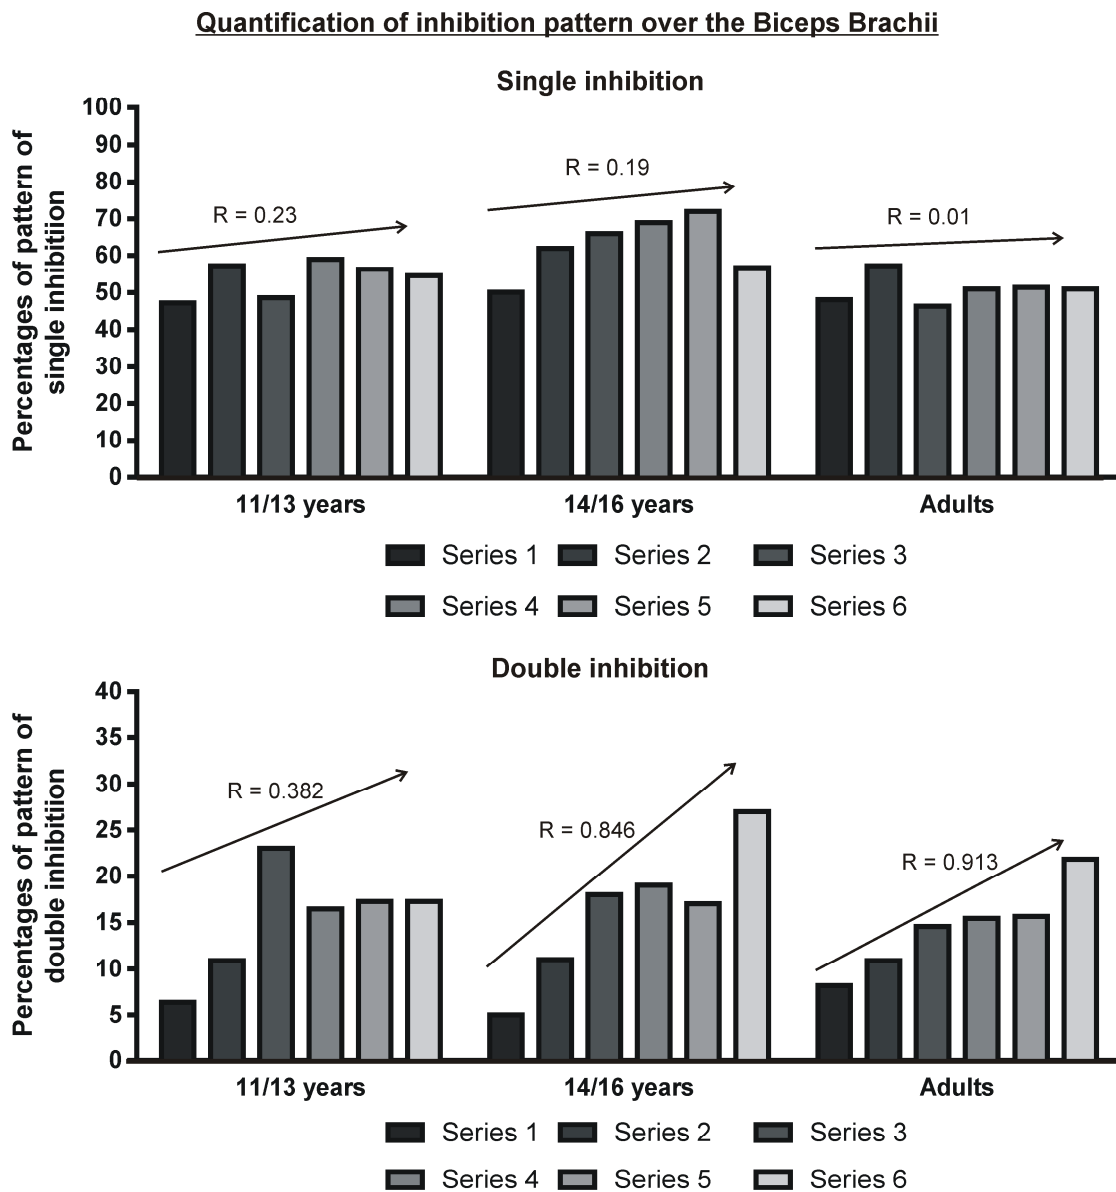 Quantification of inhibition pattern over the Biceps Brachii
Single inhibition
Percentages of pattern of
single inhibitiion
100
90
80
70
60
50
40
30
20
10
0
R = 0.23
R = 0.19
R = 0.01
11/13 years
14/16 years
Adults
Series 1
Series 2
Series 3
Series 4
Series 5
Series 6
Double inhibition
Percentages of pattern of
double inhibitiion
40
35
30
25
20
15
10
5
0
R = 0.382
R = 0.846
R = 0.913
11/13 years
14/16 years
Adults
Series 1
Series 2
Series 3
Series 4
Series 5
Series 6